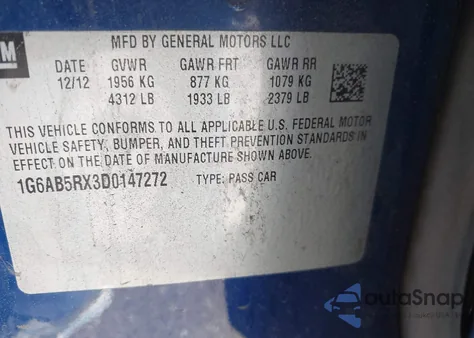 GM
MFD BY GENERAL MOTORS LLC
DATE GVWR GAWR FRT GAWR RR
12/12 1956 KG 877 KG 1079 KG
4312 LB 1933 LB 2379 LB
THIS VEHICLE CONFORMS TO ALL APPLICABLE U.S. FEDERAL MOTOR
VEHICLE SAFETY, BUMPER, AND THEFT PREVENTION STANDARDS IN
EFFECT ON THE DATE OF MANUFACTURE SHOWN ABOVE.
1G6AB5RX3D0147272 TYPE: PASS CAR
autoSnap